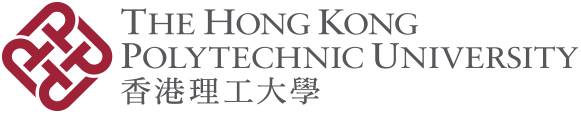 THE HONG KONG
POLYTECHNIC UNIVERSITY
香港理工大學